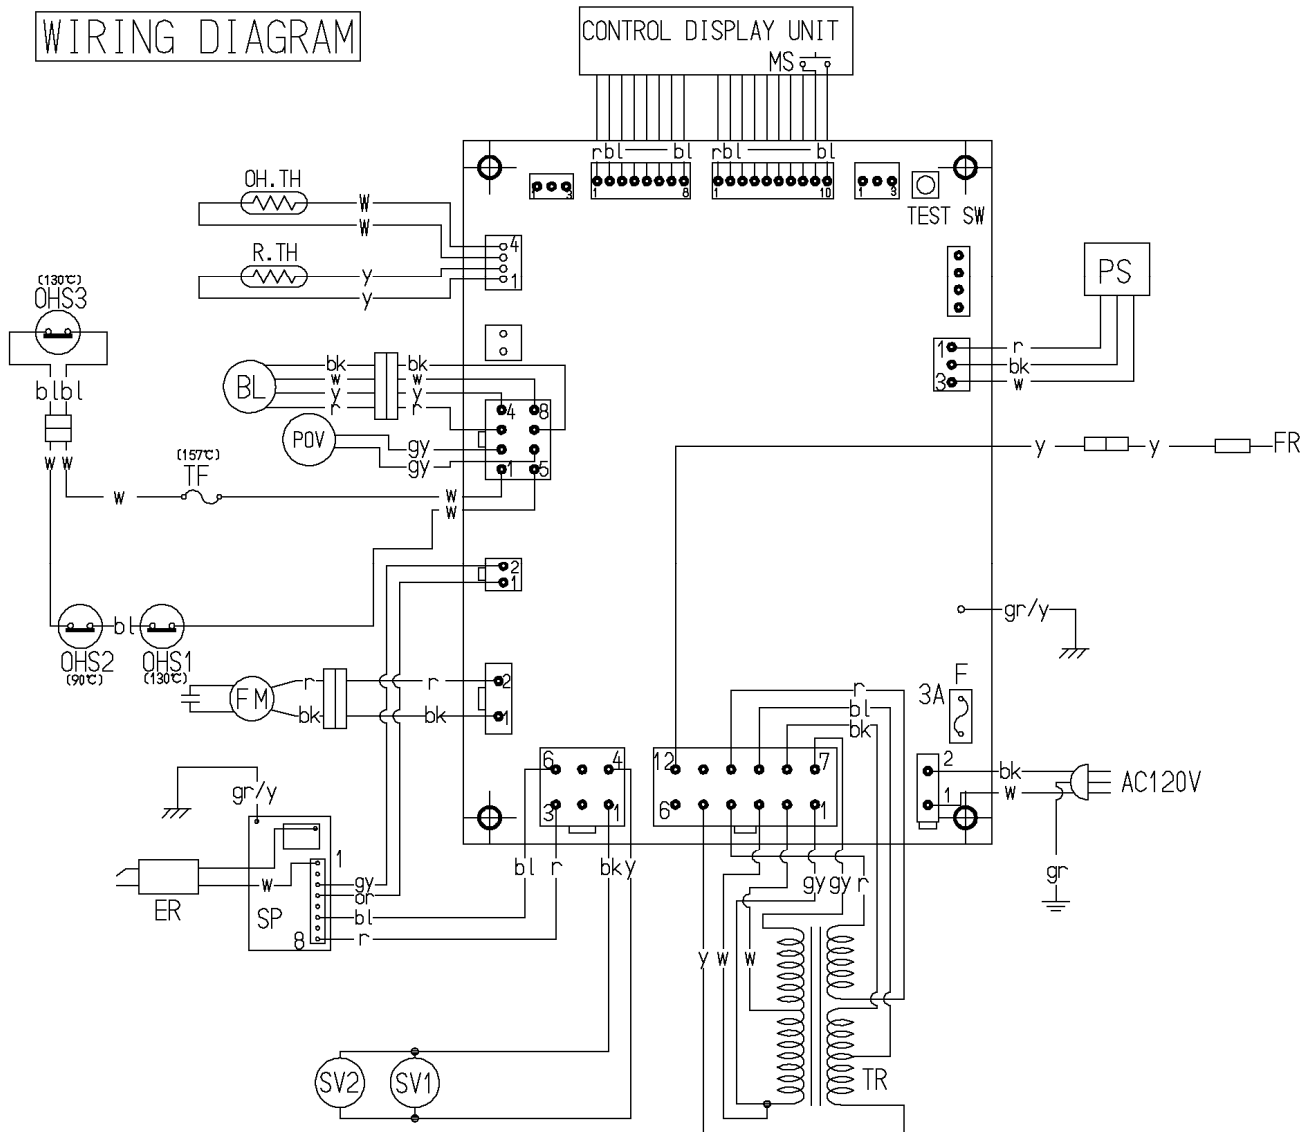 WIRING DIAGRAM
CONTROL DISPLAY UNIT
MS
rbl bl rbl bl
1 3 1 8 1 10 1 3
TEST SW
OH.TH
W
W
4
R.TH
y
y
1
PS
1 r
bk
3 w
(130℃)
OHS3
blbl
W W
BL
bk bk
w w
y y
r r
4 8
POV
gy
gy
1 5
(157℃)
TF
W W
W
y y FR
2
1
gr/y
bl
OHS2
(90℃)
OHS1
(130℃)
FM
r r 2
bk bk 1
F
3A
r
bl
bk
6 4
3 1
12 7
6 1
2
1
bk
W
AC120V
gr
gr/y
ER
W
SP
1
8
gy
or
bl
r
bl r bk y
gy gy r
y W W
SV2 SV1
TR